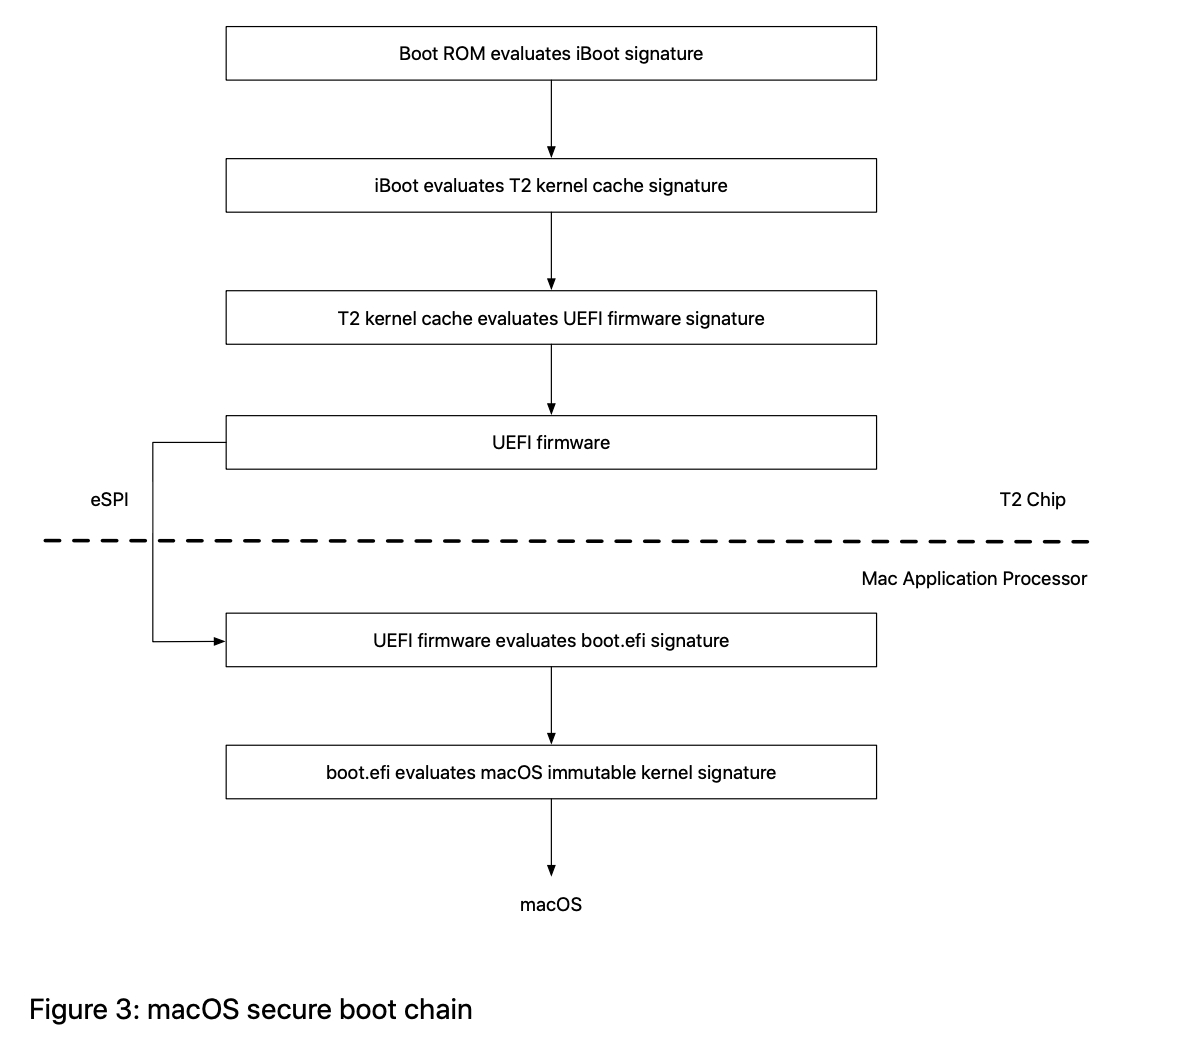 Boot ROM evaluates iBoot signature
iBoot evaluates T2 kernel cache signature
T2 kernel cache evaluates UEFI firmware signature
UEFI firmware
eSPI
T2 Chip
Mac Application Processor
UEFI firmware evaluates boot.efi signature
boot.efi evaluates macOS immutable kernel signature
macOS
Figure 3: macOS secure boot chain